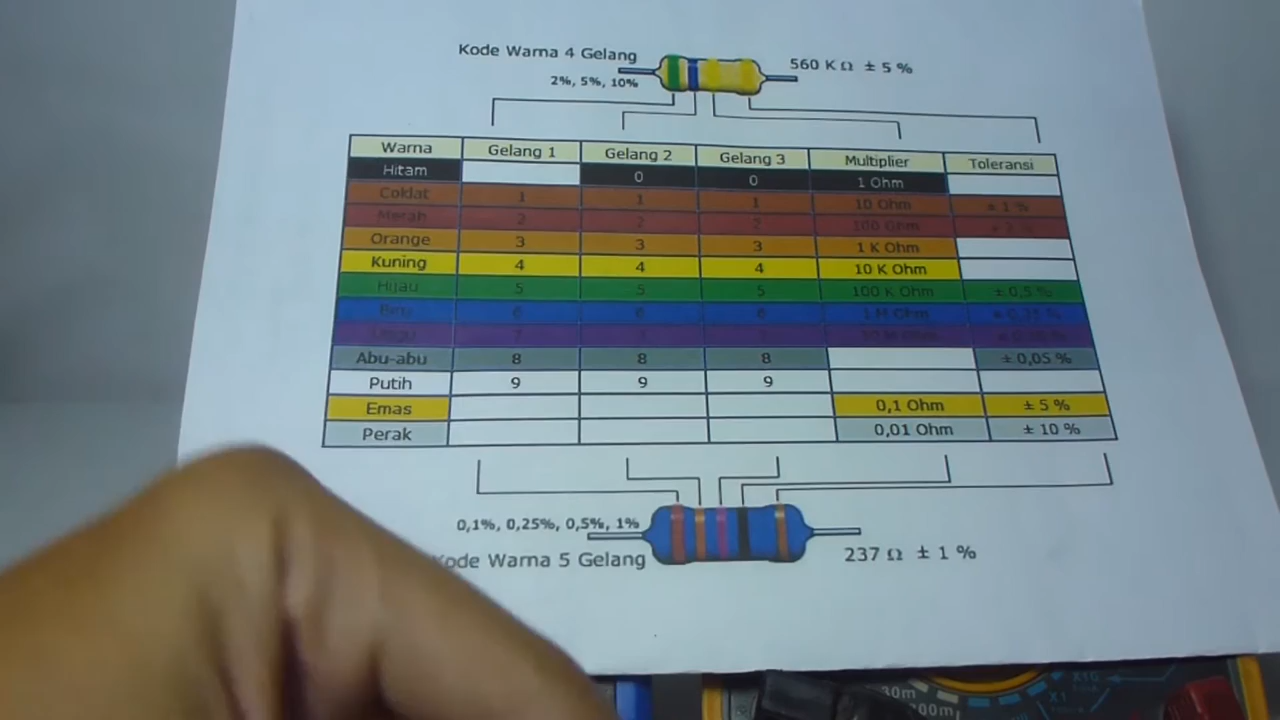 Kode Warna 4 Gelang
560 K Ω ± 5 %
2%, 5%, 10%
Warna Gelang 1 Gelang 2 Gelang 3 Multiplier Toleransi
Hitam 0 0 1 Ohm
Coklat 1 1 1 10 Ohm ± 1 %
Merah 2 2 2 100 Ohm
Orange 3 3 3 1 K Ohm
Kuning 4 4 4 10 K Ohm
Hijau 5 5 5 100 K Ohm ± 0,5 %
Biru 6 6 6 1 M Ohm
Abu-abu 8 8 8 ± 0,05 %
Putih 9 9 9
Emas 0,1 Ohm ± 5 %
Perak 0,01 Ohm ± 10 %
0,1%, 0,25%, 0,5%, 1%
Kode Warna 5 Gelang
237 Ω ± 1 %
X10
X1
30m
300m